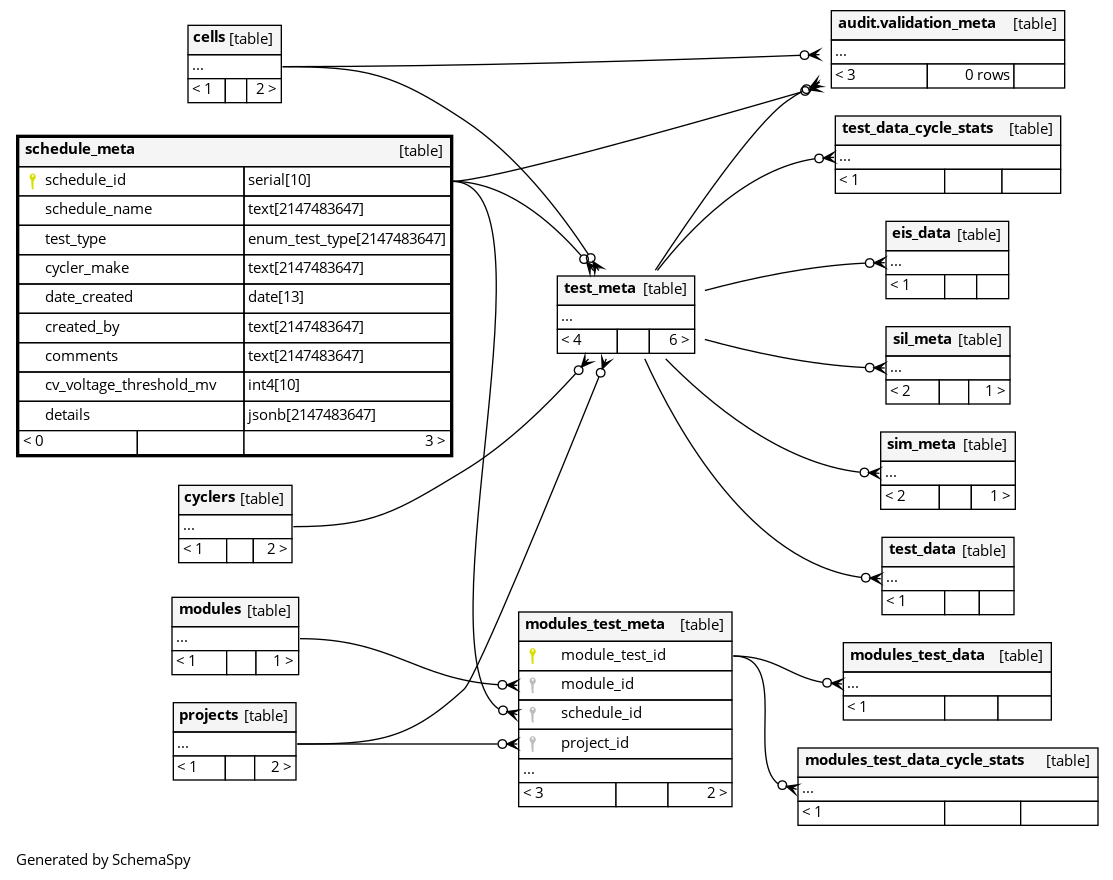 cells [table]
...
< 1 2 >
schedule_meta [table]
schedule_id serial[10]
schedule_name text[2147483647]
test_type enum_test_type[2147483647]
cycler_make text[2147483647]
date_created date[13]
created_by text[2147483647]
comments text[2147483647]
cv_voltage_threshold_mv int4[10]
details jsonb[2147483647]
< 0 3 >
cyclers [table]
...
< 1 2 >
modules [table]
...
< 1 1 >
projects [table]
...
< 1 2 >
test_meta [table]
...
< 4 6 >
modules_test_meta [table]
module_test_id
module_id
schedule_id
project_id
...
< 3 2 >
audit.validation_meta [table]
...
< 3 0 rows
test_data_cycle_stats [table]
...
< 1
eis_data [table]
...
< 1
sil_meta [table]
...
< 2 1 >
sim_meta [table]
...
< 2 1 >
test_data [table]
...
< 1
modules_test_data [table]
...
< 1
modules_test_data_cycle_stats [table]
...
< 1
Generated by SchemaSpy